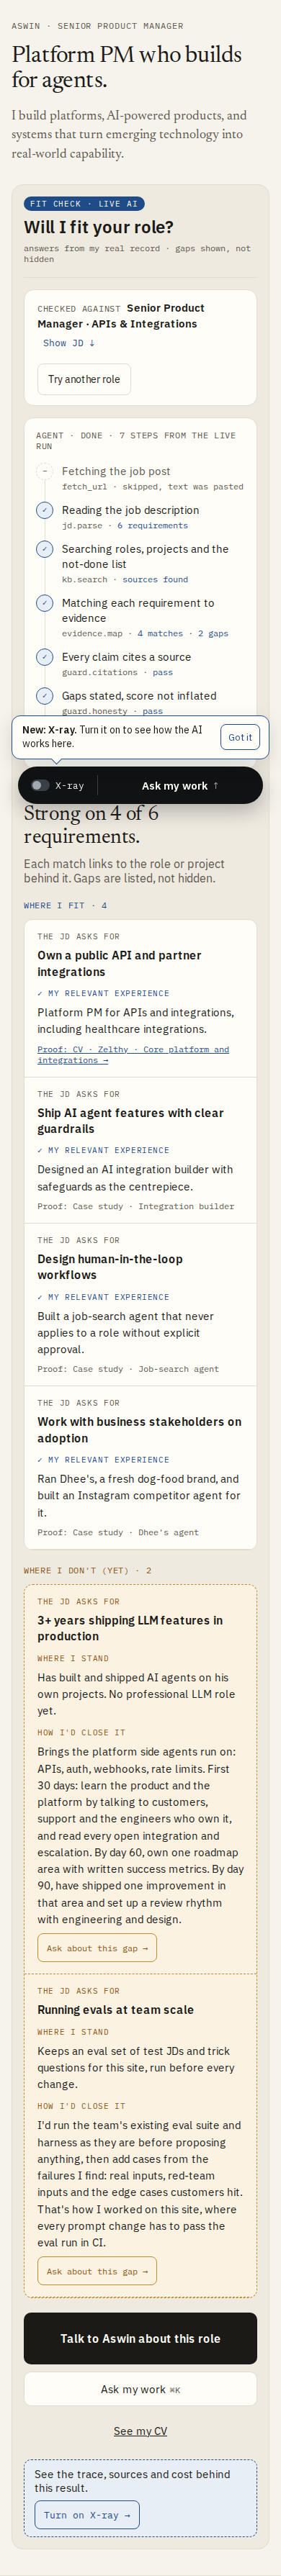 ASWIN · SENIOR PRODUCT MANAGER
Platform PM who builds
for agents.
I build platforms, AI-powered products, and
systems that turn emerging technology into
real-world capability.
FIT CHECK · LIVE AI
Will I fit your role?
answers from my real record · gaps shown, not
hidden
CHECKED AGAINST Senior Product
Manager · APIs & Integrations
Show JD ↓
Try another role
AGENT · DONE · 7 STEPS FROM THE LIVE
RUN
– Fetching the job post
fetch_url · skipped, text was pasted
✓ Reading the job description
jd.parse · 6 requirements
✓ Searching roles, projects and the
not-done list
kb.search · sources found
✓ Matching each requirement to
evidence
evidence.map · 4 matches · 2 gaps
✓ Every claim cites a source
guard.citations · pass
✓ Gaps stated, score not inflated
guard.honesty · pass
New: X-ray. Turn it on to see how the AI
works here.
Got it
X-ray
Ask my work ↑
Strong on 4 of 6
requirements.
Each match links to the role or project
behind it. Gaps are listed, not hidden.
WHERE I FIT · 4
THE JD ASKS FOR
Own a public API and partner
integrations
✓ MY RELEVANT EXPERIENCE
Platform PM for APIs and integrations,
including healthcare integrations.
Proof: CV · Zelthy · Core platform and
integrations →
THE JD ASKS FOR
Ship AI agent features with clear
guardrails
✓ MY RELEVANT EXPERIENCE
Designed an AI integration builder with
safeguards as the centrepiece.
Proof: Case study · Integration builder
THE JD ASKS FOR
Design human-in-the-loop
workflows
✓ MY RELEVANT EXPERIENCE
Built a job-search agent that never
applies to a role without explicit
approval.
Proof: Case study · Job-search agent
THE JD ASKS FOR
Work with business stakeholders on
adoption
✓ MY RELEVANT EXPERIENCE
Ran Dhee's, a fresh dog-food brand, and
built an Instagram competitor agent for
it.
Proof: Case study · Dhee's agent
WHERE I DON'T (YET) · 2
THE JD ASKS FOR
3+ years shipping LLM features in
production
WHERE I STAND
Has built and shipped AI agents on his
own projects. No professional LLM role
yet.
HOW I'D CLOSE IT
Brings the platform side agents run on:
APIs, auth, webhooks, rate limits. First
30 days: learn the product and the
platform by talking to customers,
support and the engineers who own it,
and read every open integration and
escalation. By day 60, own one roadmap
area with written success metrics. By day
90, have shipped one improvement in
that area and set up a review rhythm
with engineering and design.
Ask about this gap →
THE JD ASKS FOR
Running evals at team scale
WHERE I STAND
Keeps an eval set of test JDs and trick
questions for this site, run before every
change.
HOW I'D CLOSE IT
I'd run the team's existing eval suite and
harness as they are before proposing
anything, then add cases from the
failures I find: real inputs, red-team
inputs and the edge cases customers hit.
That's how I worked on this site, where
every prompt change has to pass the
eval run in CI.
Ask about this gap →
Talk to Aswin about this role
Ask my work ⌘K
See my CV
See the trace, sources and cost behind
this result.
Turn on X-ray →